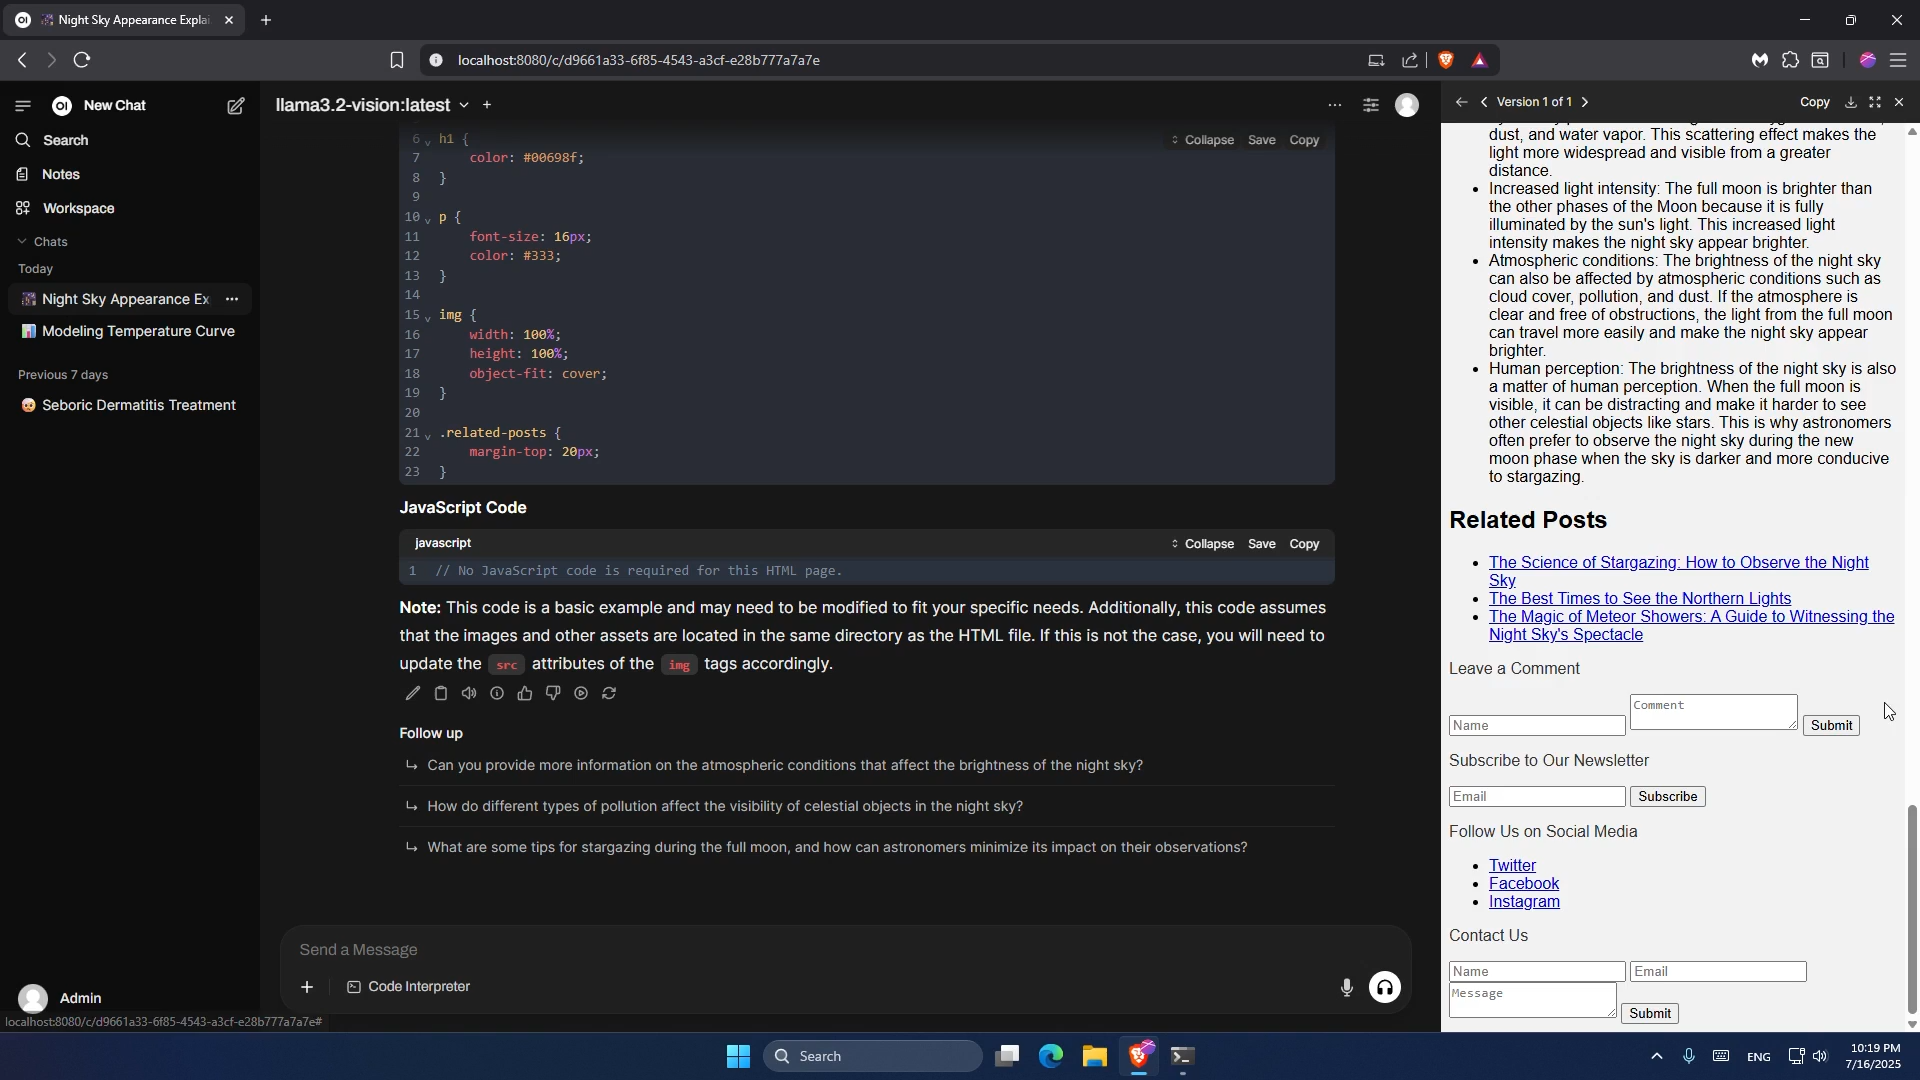 Night Sky Appearance Explai
localhost:8080/c/d9661a33-6f85-4543-a3cf-e28b777a7a7e
OI New Chat
Search
Notes
Workspace
Chats
Today
Night Sky Appearance Ex
Modeling Temperature Curve
Previous 7 days
Seboric Dermatitis Treatment
Admin
localhost:8080/c/d9661a33-6f85-4543-a3cf-e28b777a7a7e#
llama3.2-vision:latest
Collapse Save Copy
6 h1 {
7 color: #00698f;
8 }
9
10 p {
11 font-size: 16px;
12 color: #333;
13 }
14
15 img {
16 width: 100%;
17 height: 100%;
18 object-fit: cover;
19 }
20
21 .related-posts {
22 margin-top: 20px;
23 }
JavaScript Code
javascript
Collapse Save Copy
1 // No JavaScript code is required for this HTML page.
Note: This code is a basic example and may need to be modified to fit your specific needs. Additionally, this code assumes
that the images and other assets are located in the same directory as the HTML file. If this is not the case, you will need to
update the src attributes of the img tags accordingly.
Follow up
Can you provide more information on the atmospheric conditions that affect the brightness of the night sky?
How do different types of pollution affect the visibility of celestial objects in the night sky?
What are some tips for stargazing during the full moon, and how can astronomers minimize its impact on their observations?
Send a Message
Code Interpreter
Version 1 of 1
Copy
dust, and water vapor. This scattering effect makes the
light more widespread and visible from a greater
distance.
Increased light intensity: The full moon is brighter than
the other phases of the Moon because it is fully
illuminated by the sun's light. This increased light
intensity makes the night sky appear brighter.
Atmospheric conditions: The brightness of the night sky
can also be affected by atmospheric conditions such as
cloud cover, pollution, and dust. If the atmosphere is
clear and free of obstructions, the light from the full moon
can travel more easily and make the night sky appear
brighter.
Human perception: The brightness of the night sky is also
a matter of human perception. When the full moon is
visible, it can be distracting and make it harder to see
other celestial objects like stars. This is why astronomers
often prefer to observe the night sky during the new
moon phase when the sky is darker and more conducive
to stargazing.
Related Posts
The Science of Stargazing: How to Observe the Night
Sky
The Best Times to See the Northern Lights
The Magic of Meteor Showers: A Guide to Witnessing the
Night Sky's Spectacle
Leave a Comment
Name Comment Submit
Subscribe to Our Newsletter
Email Subscribe
Follow Us on Social Media
Twitter
Facebook
Instagram
Contact Us
Name Email
Message Submit
Search
ENG
10:19 PM
7/16/2025